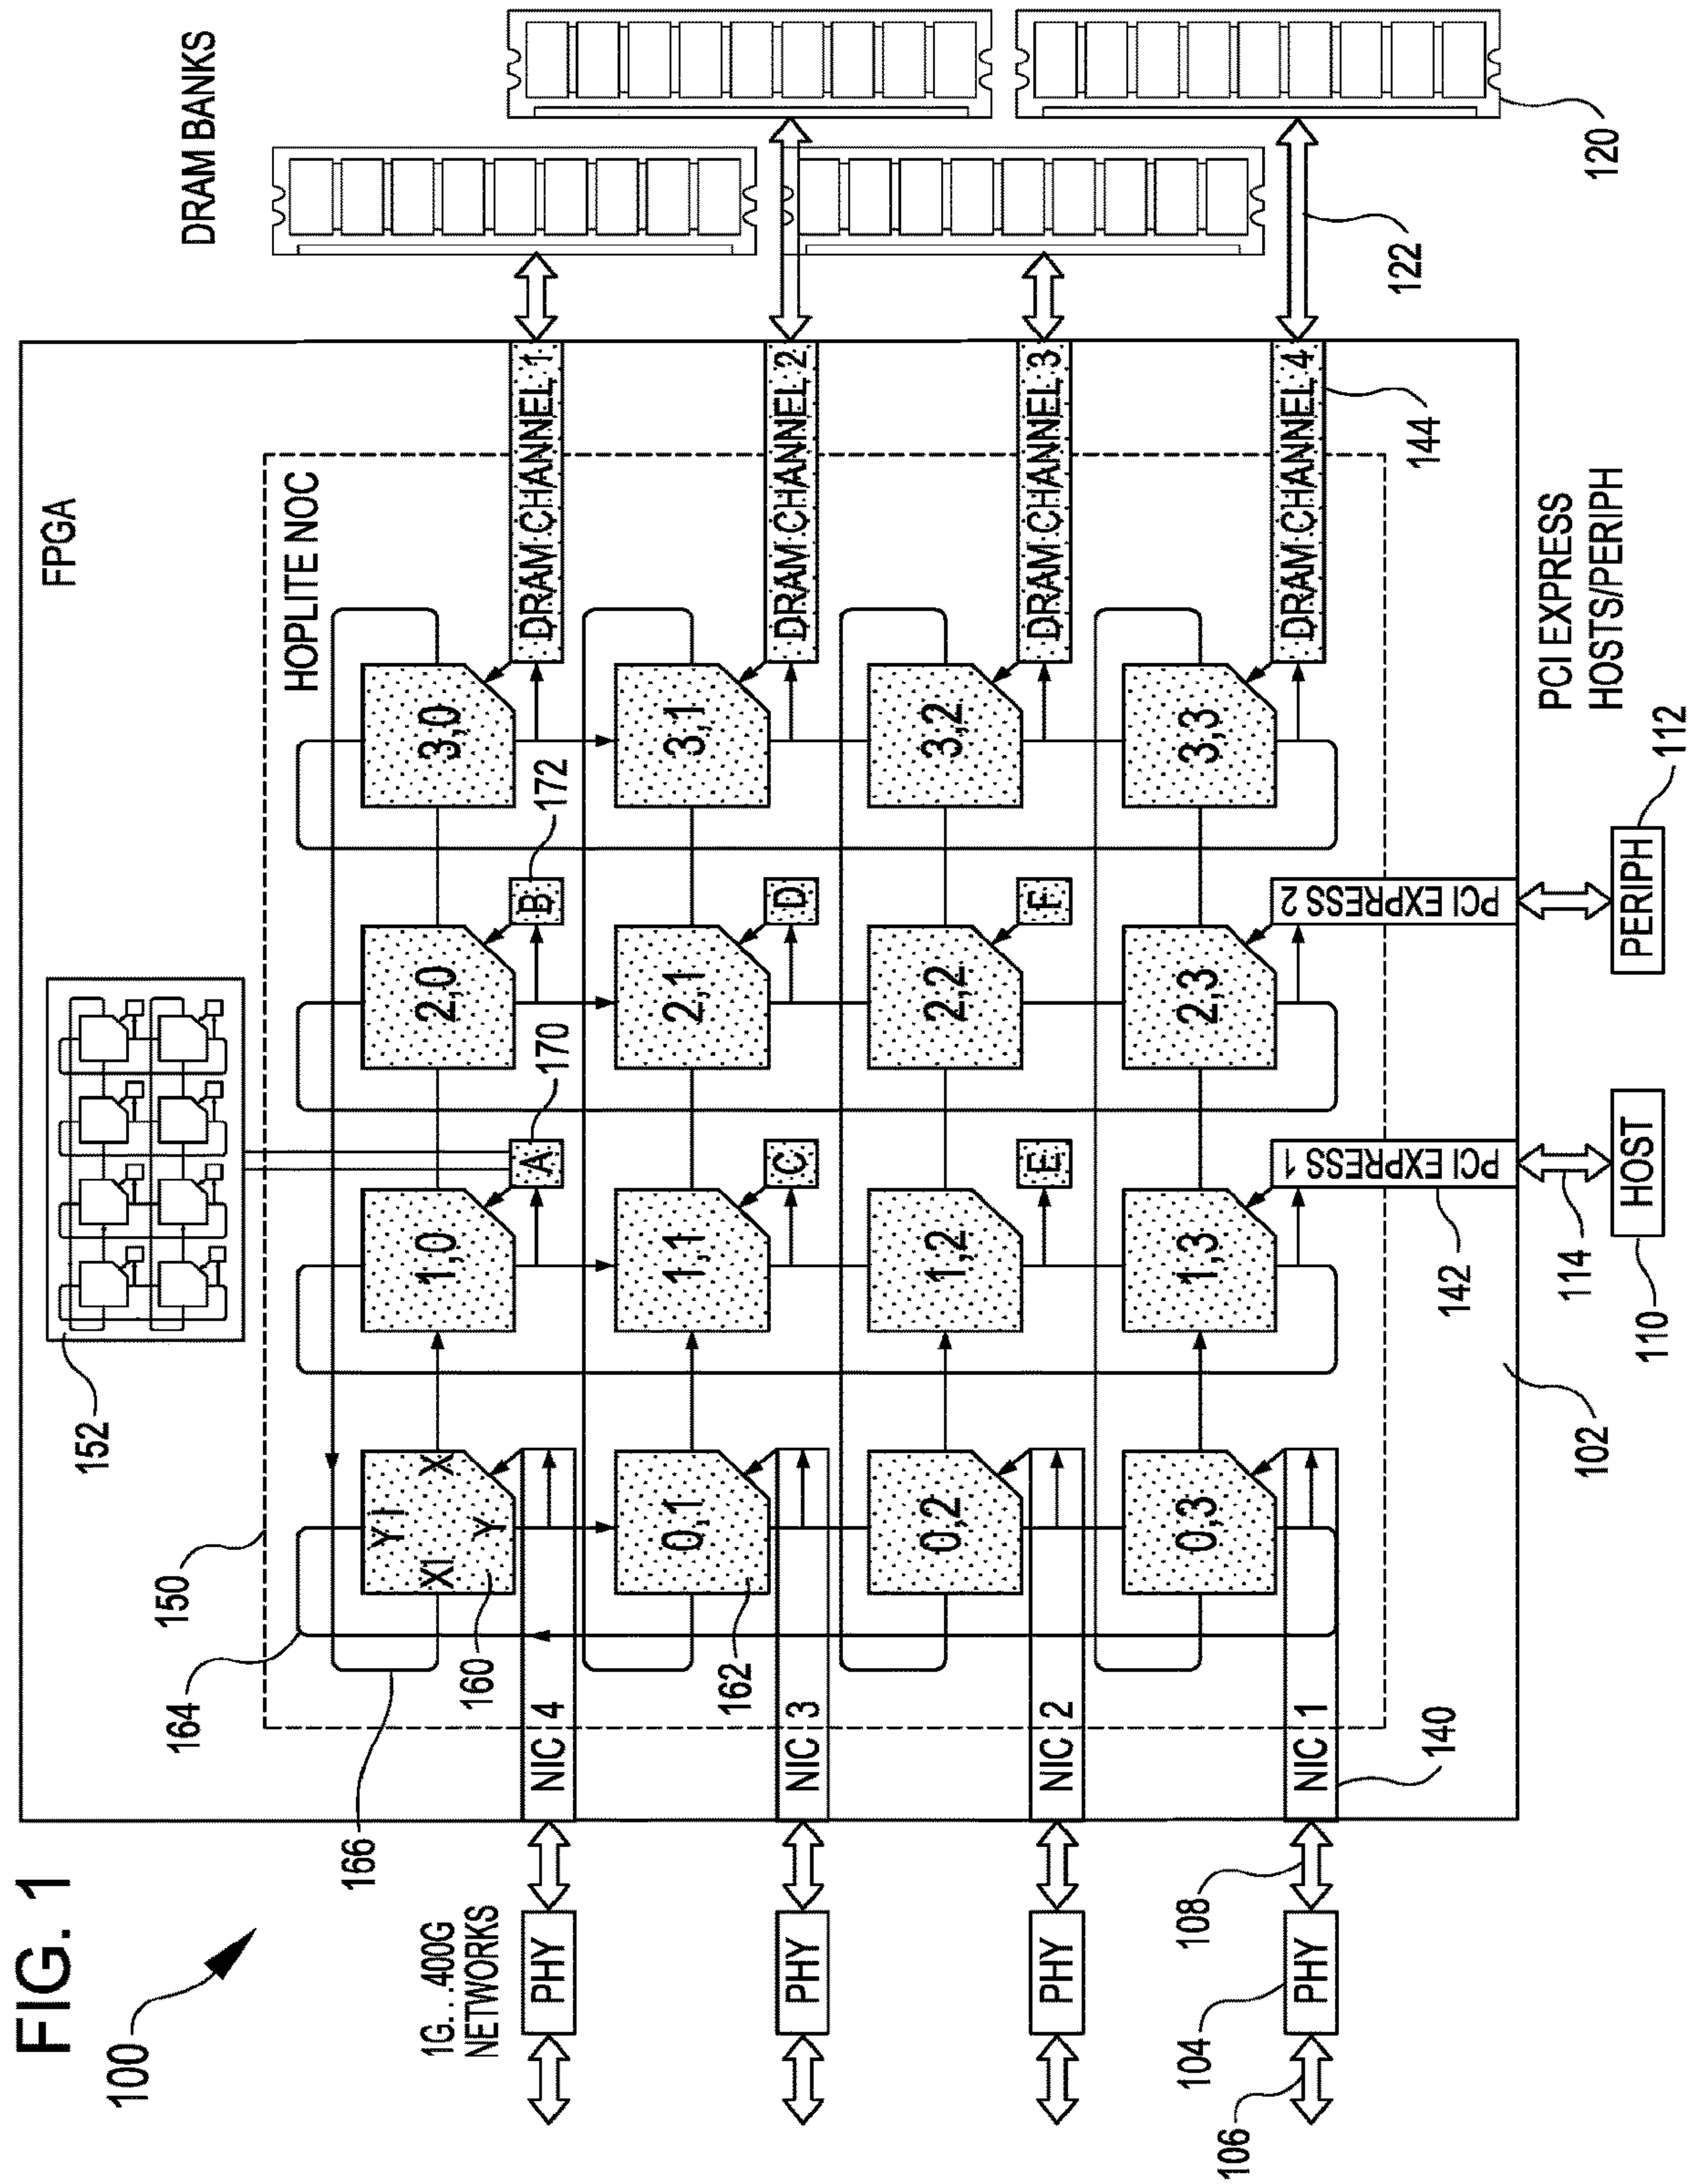 FIG. 1
100
FPGA
152
150
164
DRAM BANKS
HOPLITE NOC
166
YI
XI
X
Y
1,0
2,0
3,0
1G...400G
NETWORKS
160
170
172
PHY
NIC 4
A
B
DRAM CHANNEL 1
0,1
1,1
2,1
3,1
162
PHY
NIC 3
C
D
DRAM CHANNEL 2
0,2
1,2
2,2
3,2
PHY
NIC 2
E
F
DRAM CHANNEL 3
0,3
1,3
2,3
3,3
PHY
NIC 1
PCI EXPRESS 1
PCI EXPRESS 2
DRAM CHANNEL 4
106
104
108
140
142
144
122
120
102
114
PCI EXPRESS
HOSTS/PERIPH
110
HOST
PERIPH
112